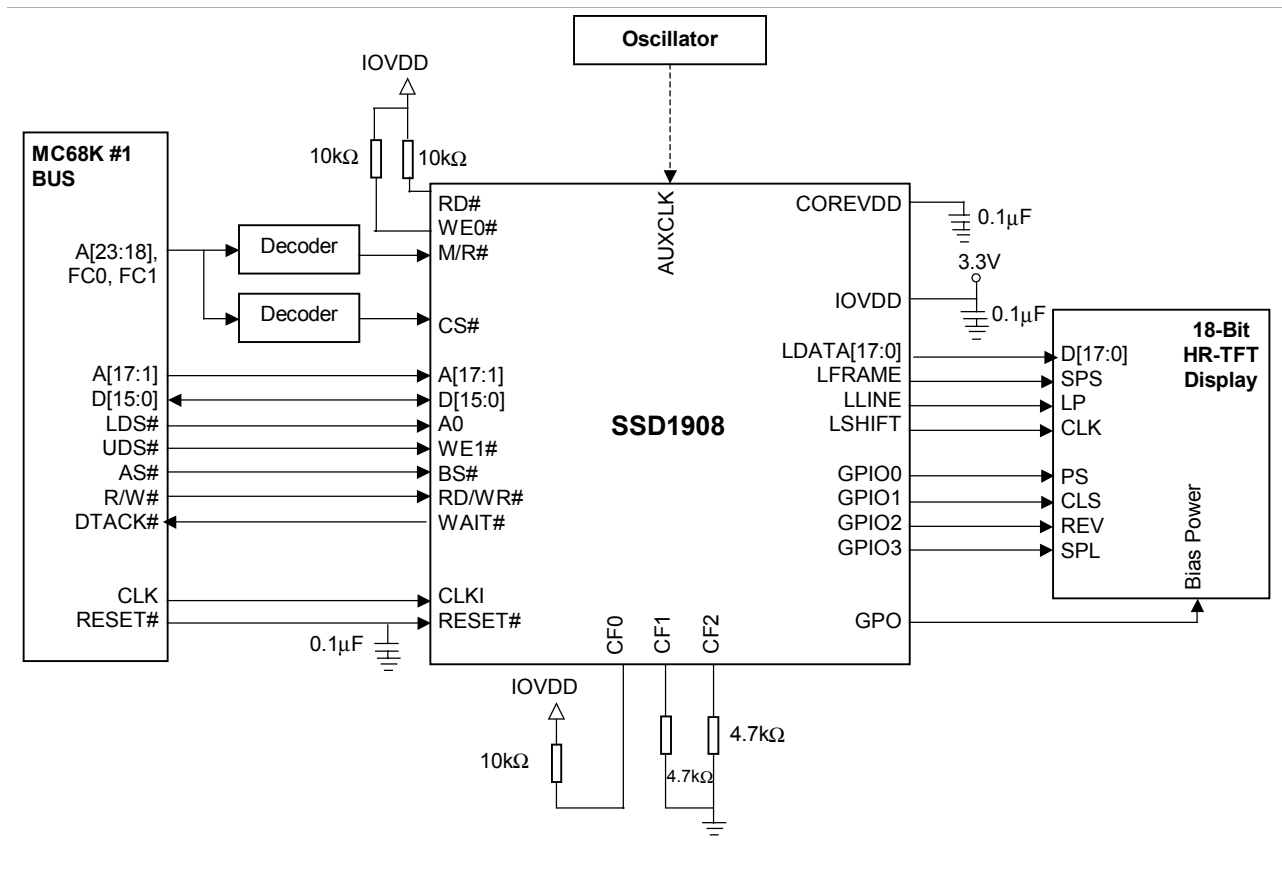 Oscillator
IOVDD
MC68K #1
BUS
10kΩ
10kΩ
RD#
WE0#
M/R#
AUXCLK
COREVDD
0.1μF
A[23:18],
FC0, FC1
Decoder
Decoder
CS#
3.3V
IOVDD
0.1μF
18-Bit
HR-TFT
Display
A[17:1]
D[15:0]
LDS#
UDS#
AS#
R/W#
DTACK#
A[17:1]
D[15:0]
A0
WE1#
BS#
RD/WR#
WAIT#
SSD1908
LDATA[17:0]
LFRAME
LLINE
LSHIFT
D[17:0]
SPS
LP
CLK
GPIO0
GPIO1
GPIO2
GPIO3
PS
CLS
REV
SPL
Bias Power
CLK
RESET#
CLKI
RESET#
0.1μF
CF0
CF1
CF2
GPO
IOVDD
10kΩ
4.7kΩ
4.7kΩ